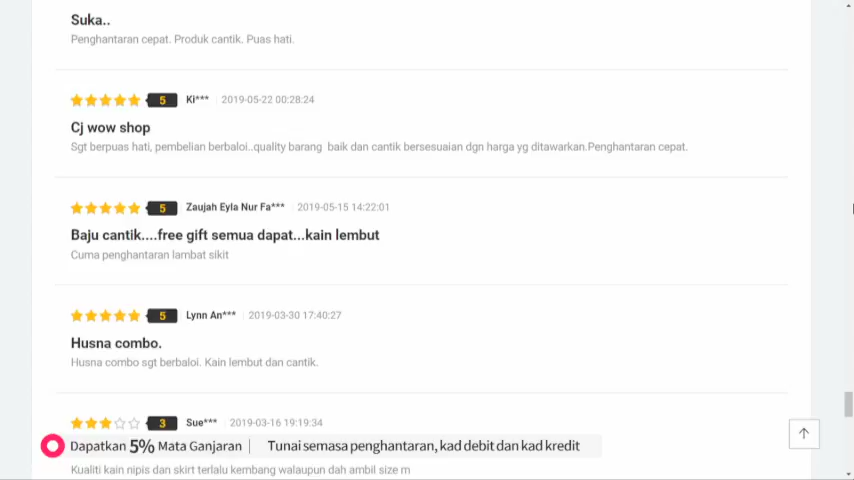 Suka..
Penghantaran cepat. Produk cantik. Puas hati.
5 Ki*** 2019-05-22 00:28:24
Cj wow shop
Sgt berpuas hati, pembelian berbaloi..quality barang baik dan cantik bersesuaian dgn harga yg ditawarkan.Penghantaran cepat.
5 Zaujah Eyla Nur Fa*** 2019-05-15 14:22:01
Baju cantik....free gift semua dapat...kain lembut
Cuma penghantaran lambat sikit
5 Lynn An*** 2019-03-30 17:40:27
Husna combo.
Husna combo sgt berbaloi. Kain lembut dan cantik.
3 Sue*** 2019-03-16 19:19:34
Dapatkan 5% Mata Ganjaran | Tunai semasa penghantaran, kad debit dan kad kredit
Kualiti kain nipis dan skirt terlalu kembang walaupun dah ambil size m